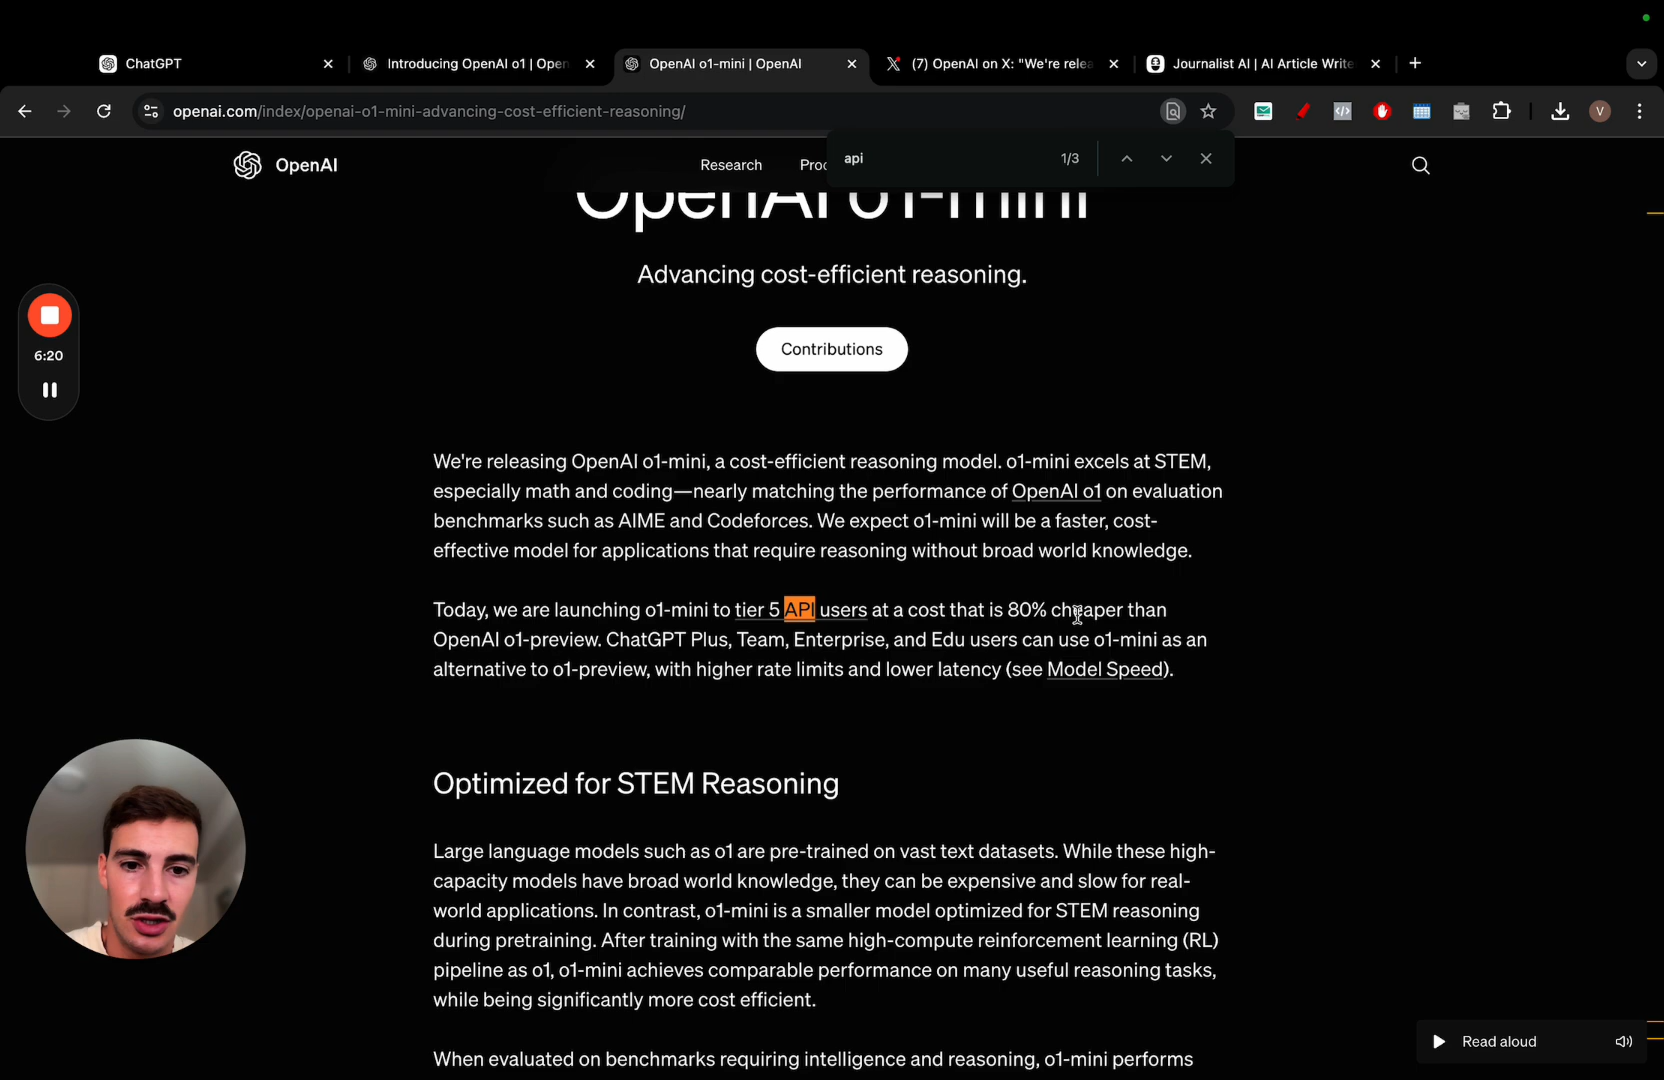 ChatGPT
Introducing OpenAI o1 | Open
OpenAI o1-mini | OpenAI
(7) OpenAI on X: "We're relea
Journalist AI | AI Article Write
openai.com/index/openai-o1-mini-advancing-cost-efficient-reasoning/
V
api
1/3
OpenAI
Research
Proc
OpenAI o1-mini
Advancing cost-efficient reasoning.
6:20
Contributions
We're releasing OpenAI o1-mini, a cost-efficient reasoning model. o1-mini excels at STEM,
especially math and coding—nearly matching the performance of OpenAI o1 on evaluation
benchmarks such as AIME and Codeforces. We expect o1-mini will be a faster, cost-
effective model for applications that require reasoning without broad world knowledge.
Today, we are launching o1-mini to tier 5 API users at a cost that is 80% cheaper than
OpenAI o1-preview. ChatGPT Plus, Team, Enterprise, and Edu users can use o1-mini as an
alternative to o1-preview, with higher rate limits and lower latency (see Model Speed).
Optimized for STEM Reasoning
Large language models such as o1 are pre-trained on vast text datasets. While these high-
capacity models have broad world knowledge, they can be expensive and slow for real-
world applications. In contrast, o1-mini is a smaller model optimized for STEM reasoning
during pretraining. After training with the same high-compute reinforcement learning (RL)
pipeline as o1, o1-mini achieves comparable performance on many useful reasoning tasks,
while being significantly more cost efficient.
When evaluated on benchmarks requiring intelligence and reasoning, o1-mini performs
Read aloud